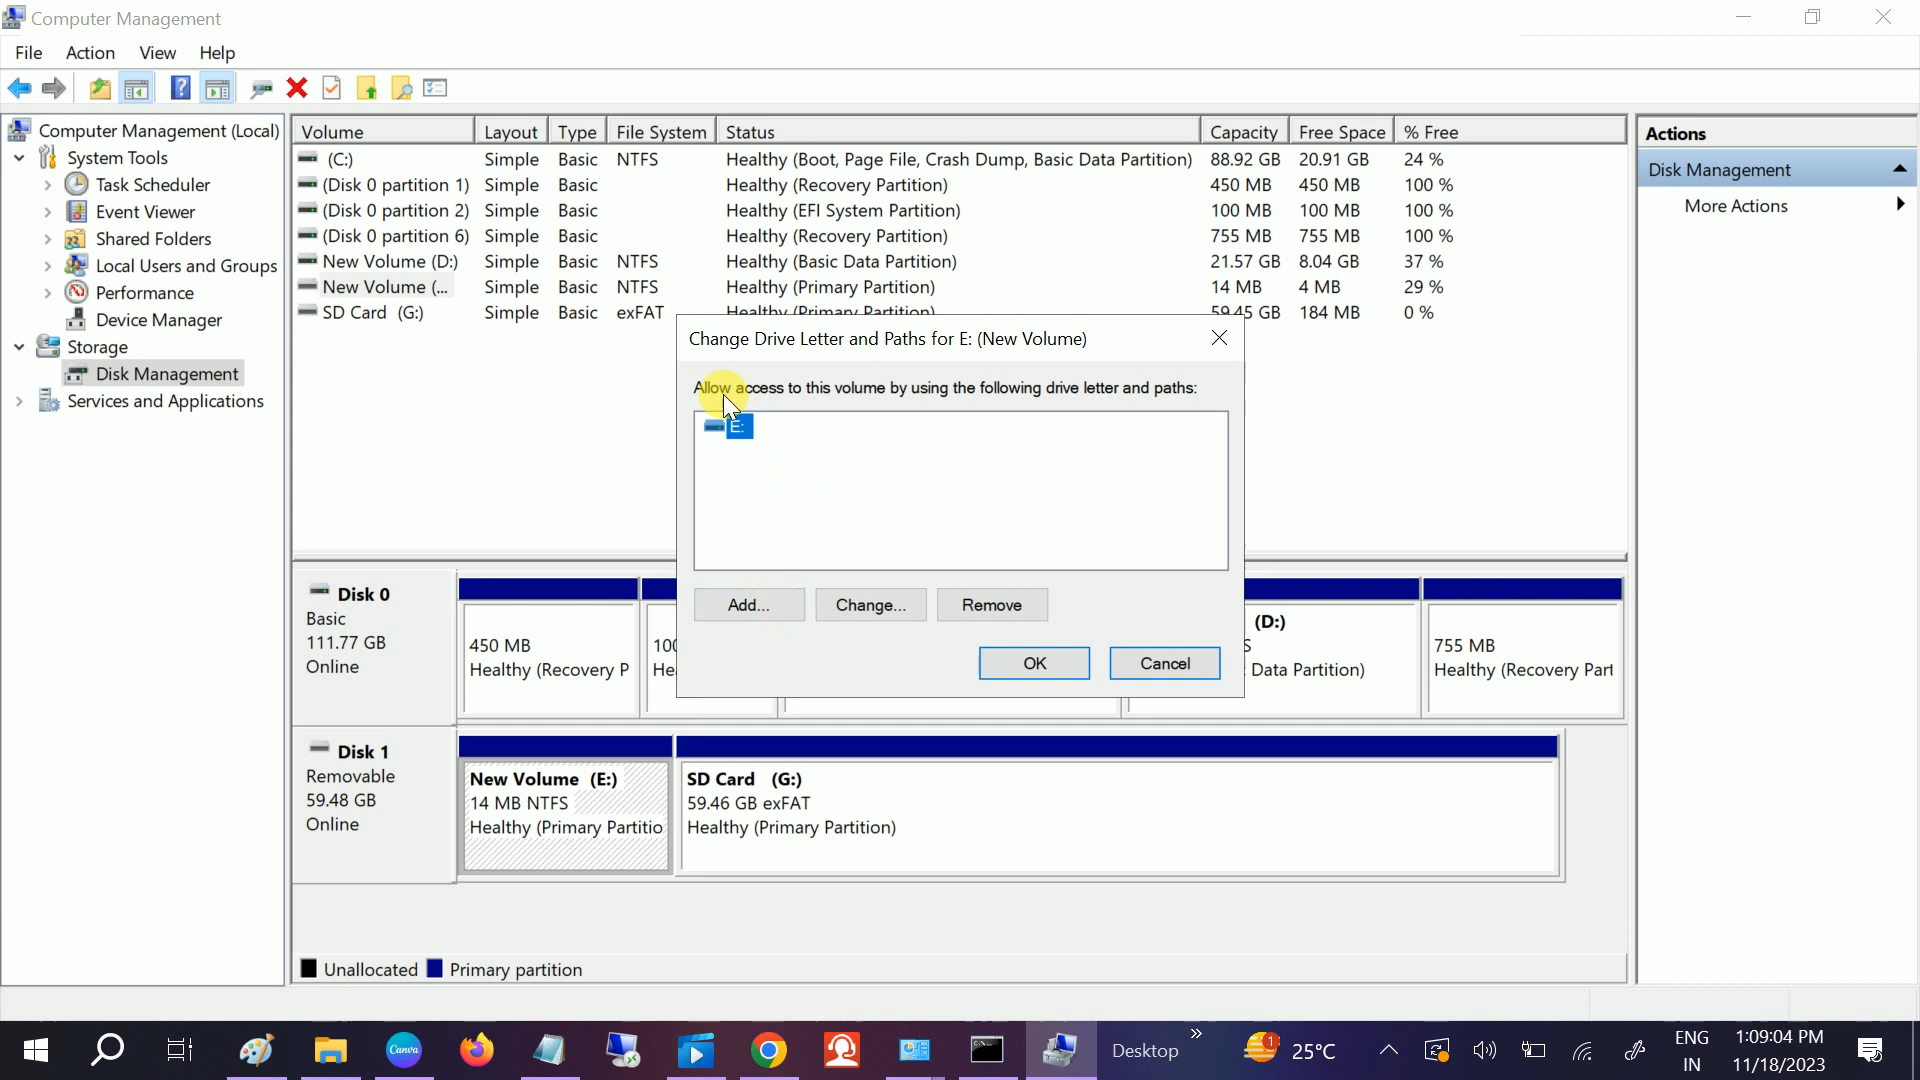 Computer Management
File Action View Help
Computer Management (Local)
System Tools
Task Scheduler
Event Viewer
Shared Folders
Local Users and Groups
Performance
Device Manager
Storage
Disk Management
Services and Applications
Volume Layout Type File System Status Capacity Free Space % Free
(C:) Simple Basic NTFS Healthy (Boot, Page File, Crash Dump, Basic Data Partition) 88.92 GB 20.91 GB 24 %
(Disk 0 partition 1) Simple Basic Healthy (Recovery Partition) 450 MB 450 MB 100 %
(Disk 0 partition 2) Simple Basic Healthy (EFI System Partition) 100 MB 100 MB 100 %
(Disk 0 partition 6) Simple Basic Healthy (Recovery Partition) 755 MB 755 MB 100 %
New Volume (D:) Simple Basic NTFS Healthy (Basic Data Partition) 21.57 GB 8.04 GB 37 %
New Volume (... Simple Basic NTFS Healthy (Primary Partition) 14 MB 4 MB 29 %
SD Card (G:) Simple Basic exFAT Healthy (Primary Partition) 59.45 GB 184 MB 0 %
Actions
Disk Management
More Actions
Change Drive Letter and Paths for E: (New Volume)
Allow access to this volume by using the following drive letter and paths:
E:
Add... Change... Remove
OK Cancel
Disk 0
Basic
111.77 GB
Online
450 MB
Healthy (Recovery P
100
He
(D:)
S
Data Partition)
755 MB
Healthy (Recovery Part
Disk 1
Removable
59.48 GB
Online
New Volume (E:)
14 MB NTFS
Healthy (Primary Partitio
SD Card (G:)
59.46 GB exFAT
Healthy (Primary Partition)
Unallocated Primary partition
Canva
Desktop
1
25°C
ENG
IN
1:09:04 PM
11/18/2023